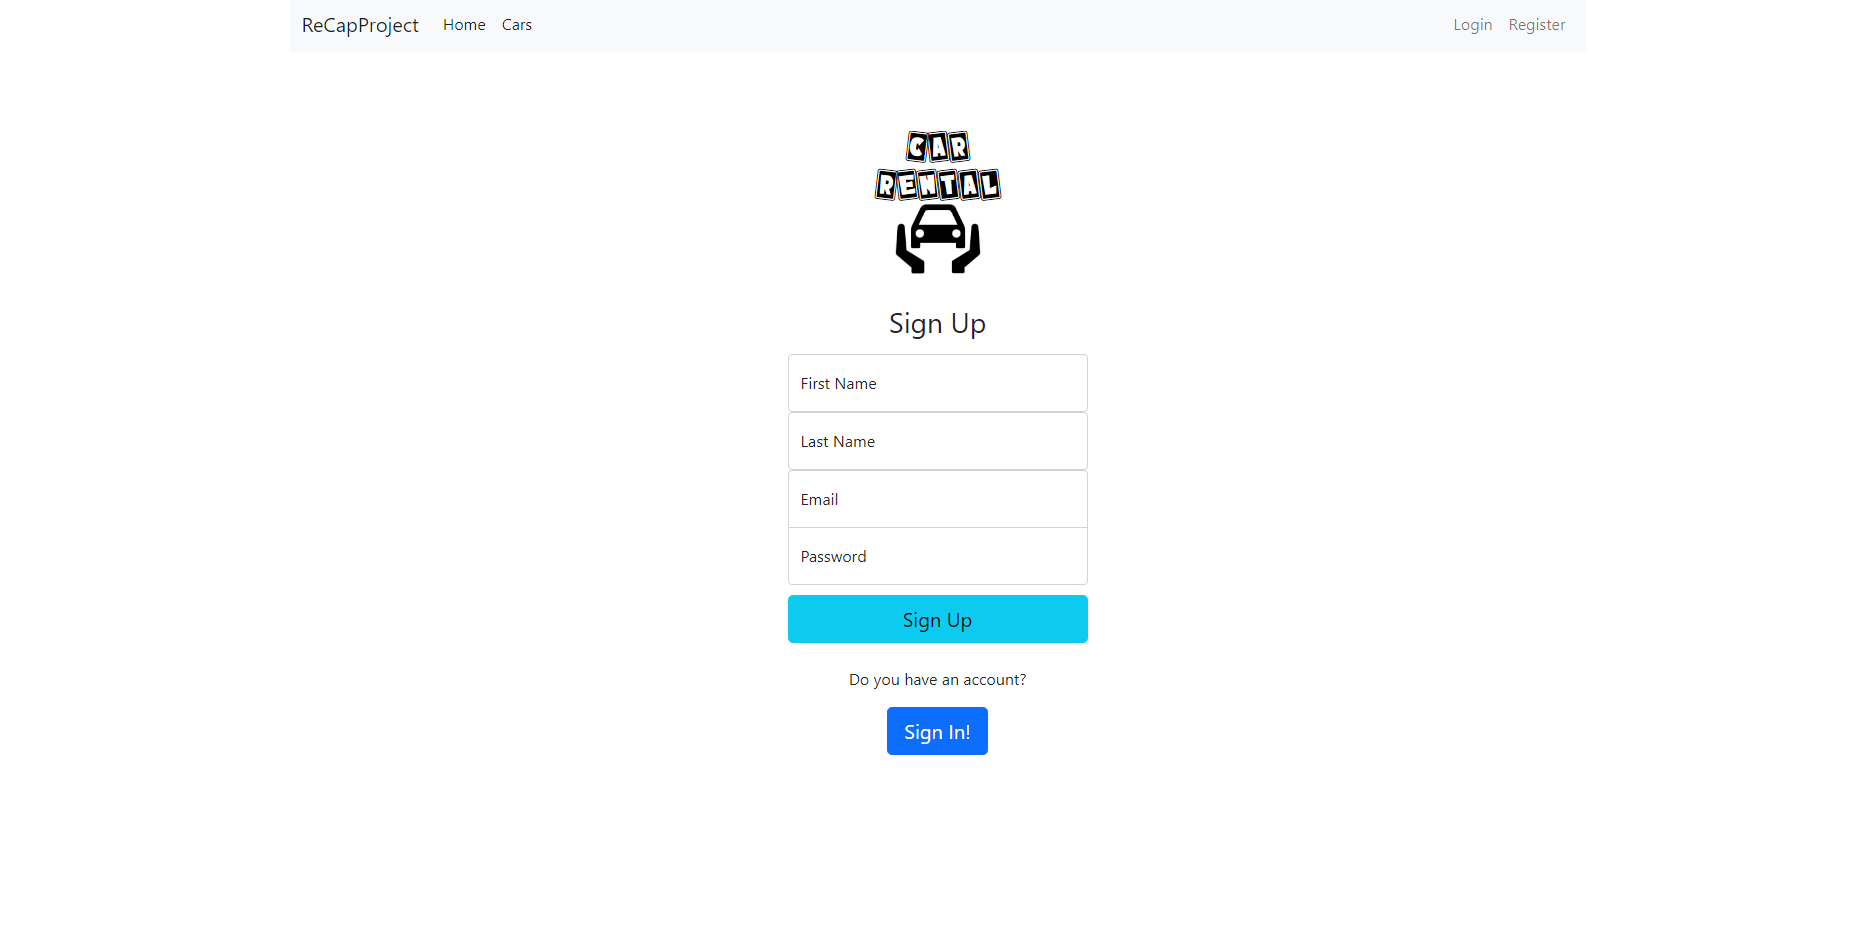 ReCapProject Home Cars Login Register
CAR
RENTAL
Sign Up
First Name
Last Name
Email
Password
Sign Up
Do you have an account?
Sign In!